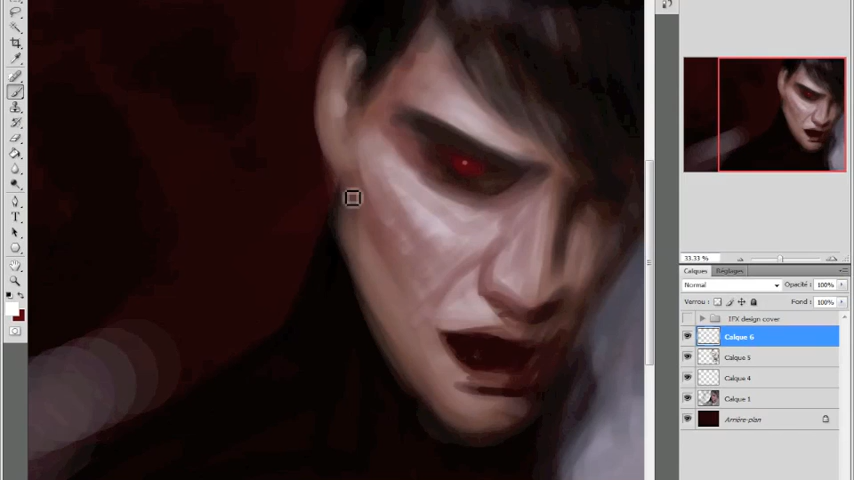 33.33 %
Calques Réglages
Normal Opacité : 100%
Verrou : Fond : 100%
IFX design cover
Calque 6
Calque 5
Calque 4
Calque 1
Arrière-plan